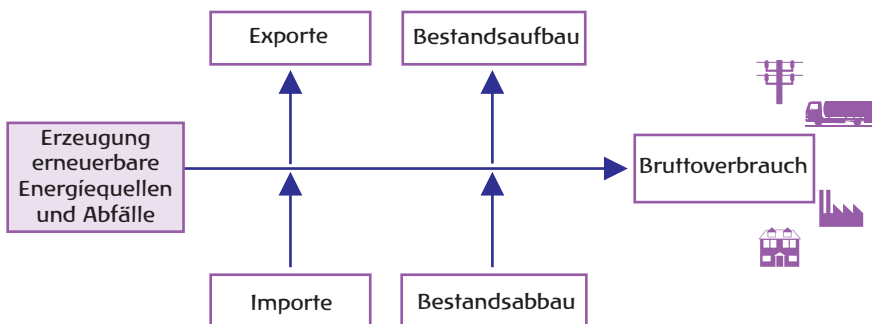 Exporte
Bestandsaufbau
Erzeugung
erneuerbare
Energiequellen
und Abfälle
Bruttoverbrauch
Importe
Bestandsabbau